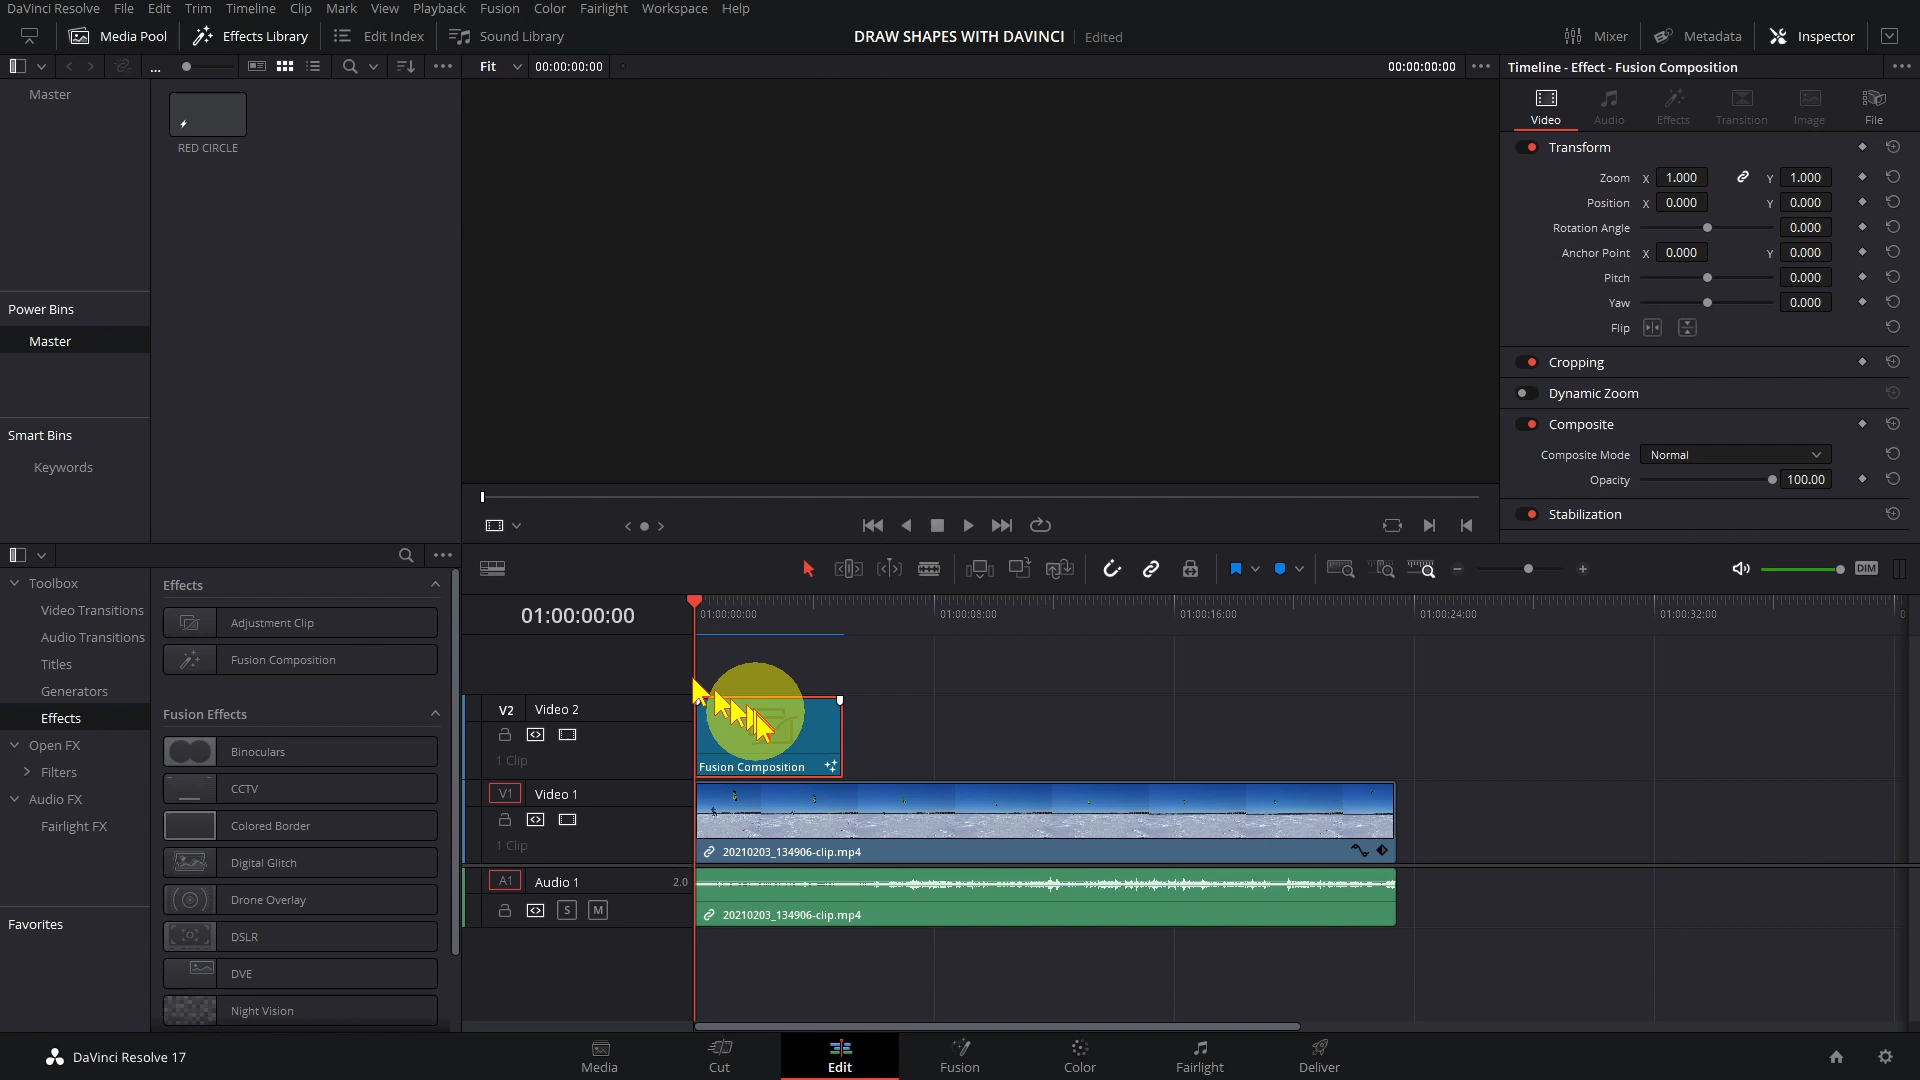 DaVinci Resolve File Edit Trim Timeline Clip Mark View Playback Fusion Color Fairlight Workspace Help
Media Pool Effects Library Edit Index Sound Library DRAW SHAPES WITH DAVINCI Edited Mixer Metadata Inspector
... Fit 00:00:00:00 00:00:00:00 Timeline - Effect - Fusion Composition
Master
RED CIRCLE
Power Bins
Master
Smart Bins
Keywords
Video Audio Effects Transition Image File
Transform
Zoom X 1.000 Y 1.000
Position X 0.000 Y 0.000
Rotation Angle 0.000
Anchor Point X 0.000 Y 0.000
Pitch 0.000
Yaw 0.000
Flip
Cropping
Dynamic Zoom
Composite
Composite Mode Normal
Opacity 100.00
Stabilization
Toolbox
Video Transitions
Audio Transitions
Titles
Generators
Effects
Open FX
Filters
Audio FX
Fairlight FX
Favorites
Effects
Adjustment Clip
Fusion Composition
Fusion Effects
Binoculars
CCTV
Colored Border
Digital Glitch
Drone Overlay
DSLR
DVE
Night Vision
DIM
01:00:00:00 01:00:00:00 01:00:08:00 01:00:16:00 01:00:24:00 01:00:32:00 0
V2 Video 2
1 Clip
Fusion Composition
V1 Video 1
1 Clip
20210203_134906-clip.mp4
A1 Audio 1 2.0
S M
20210203_134906-clip.mp4
DaVinci Resolve 17 Media Cut Edit Fusion Color Fairlight Deliver